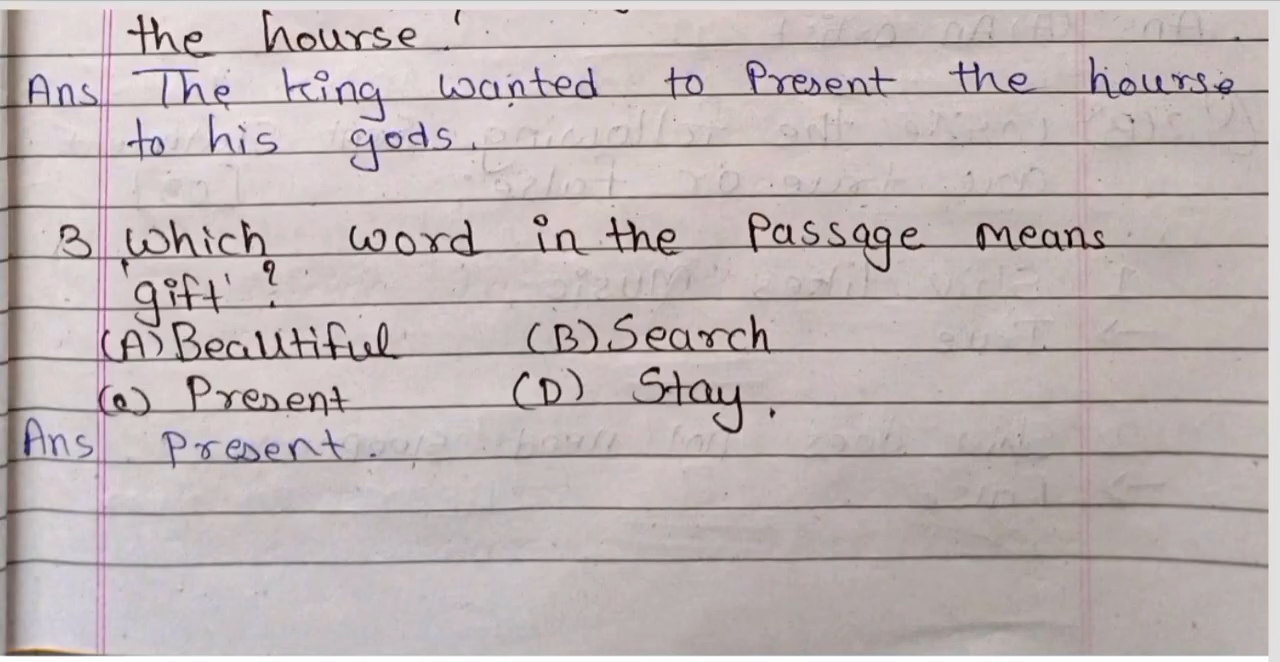 the hourse.'
Ans The king wanted to Present the hourse
to his gods.
3 which word in the Passage means
'gift' ?
(A) Beautiful (B) Search
(c) Present (D) Stay.
Ans Present.